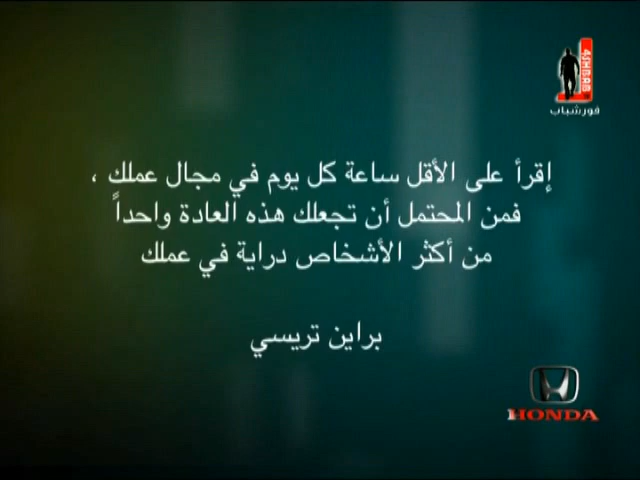 4SHBAB
فور شباب
إقرأ على الأقل ساعة كل يوم في مجال عملك ،
فمن المحتمل أن تجعلك هذه العادة واحداً
من أكثر الأشخاص دراية في عملك
براين تريسي
HONDA